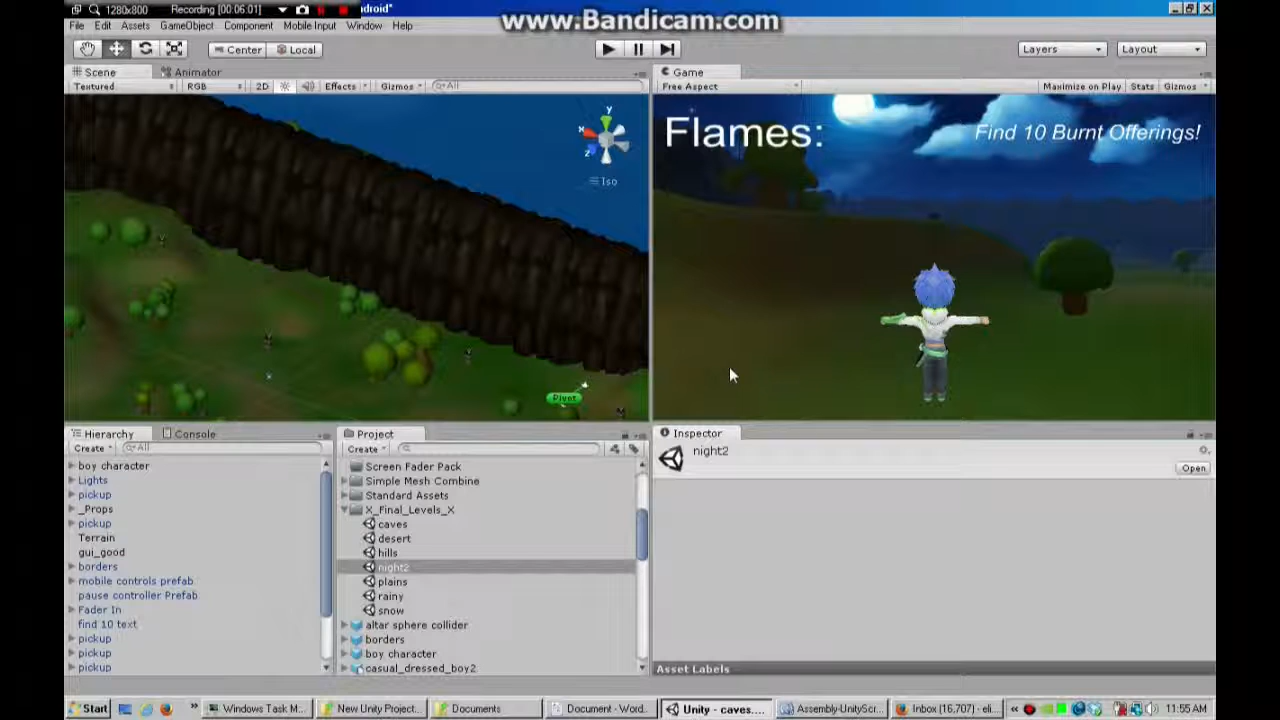 1280x800 Recording [00:06.01] ndroid*
www.Bandicam.com
File Edit Assets GameObject Component Mobile Input Window Help
Center Local
Layers Layout
Scene Animator
Game
Textured RGB 2D Effects Gizmos All
Free Aspect Maximize on Play Stats Gizmos
y
x
z
Iso
Flames:
Find 10 Burnt Offerings!
Pivot
Hierarchy Console
Project
Inspector
Create All
Create
night2
Open
boy character
Lights
pickup
_Props
pickup
Terrain
gui_good
borders
mobile controls prefab
pause controller Prefab
Fader In
find 10 text
pickup
pickup
pickup
Screen Fader Pack
Simple Mesh Combine
Standard Assets
X_Final_Levels_X
caves
desert
hills
night2
plains
rainy
snow
altar sphere collider
borders
boy character
casual_dressed_boy2
Asset Labels
Start » Windows Task M... New Unity Project... Documents Document - Word... Unity - caves.... Assembly-UnityScr... Inbox (16,707) - eli... « 11:55 AM